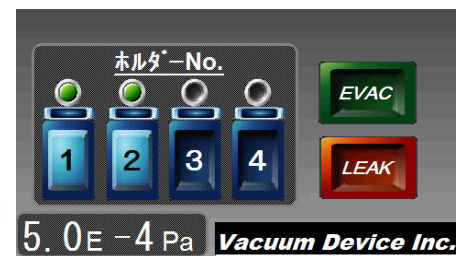 ﾎﾙﾀﾞｰNo.
1 2 3 4
EVAC
LEAK
5.0E-4 Pa
Vacuum Device Inc.